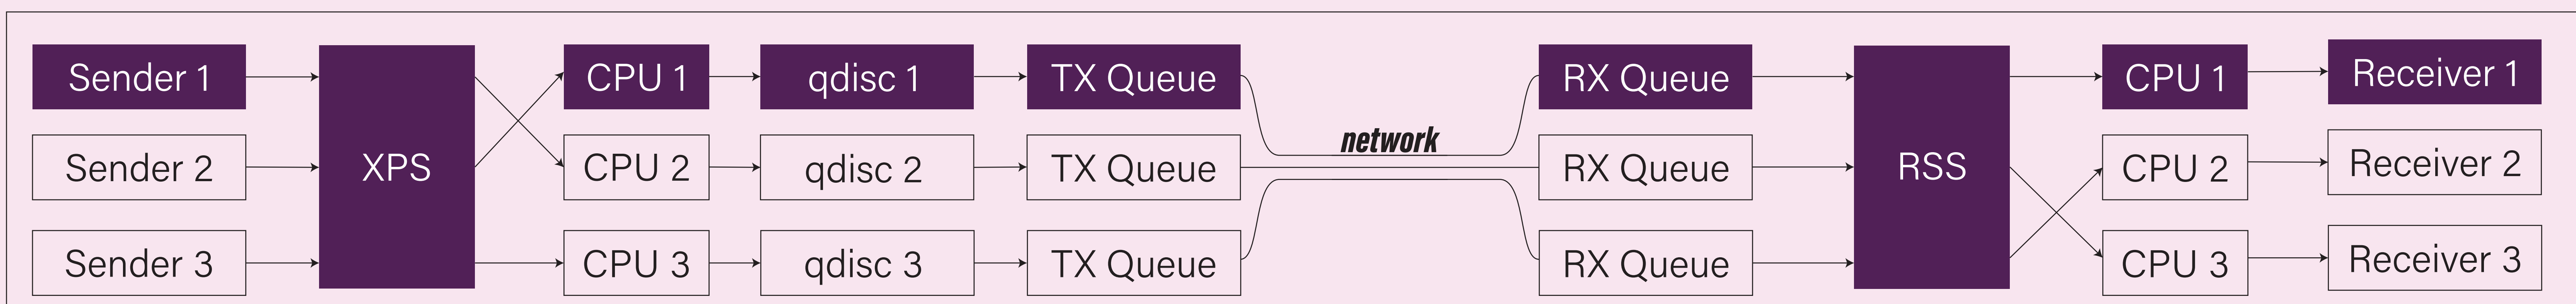 Sender 1
CPU 1
qdisc 1
TX Queue
RX Queue
CPU 1
Receiver 1
network
Sender 2
XPS
CPU 2
qdisc 2
TX Queue
RX Queue
RSS
CPU 2
Receiver 2
Sender 3
CPU 3
qdisc 3
TX Queue
RX Queue
CPU 3
Receiver 3